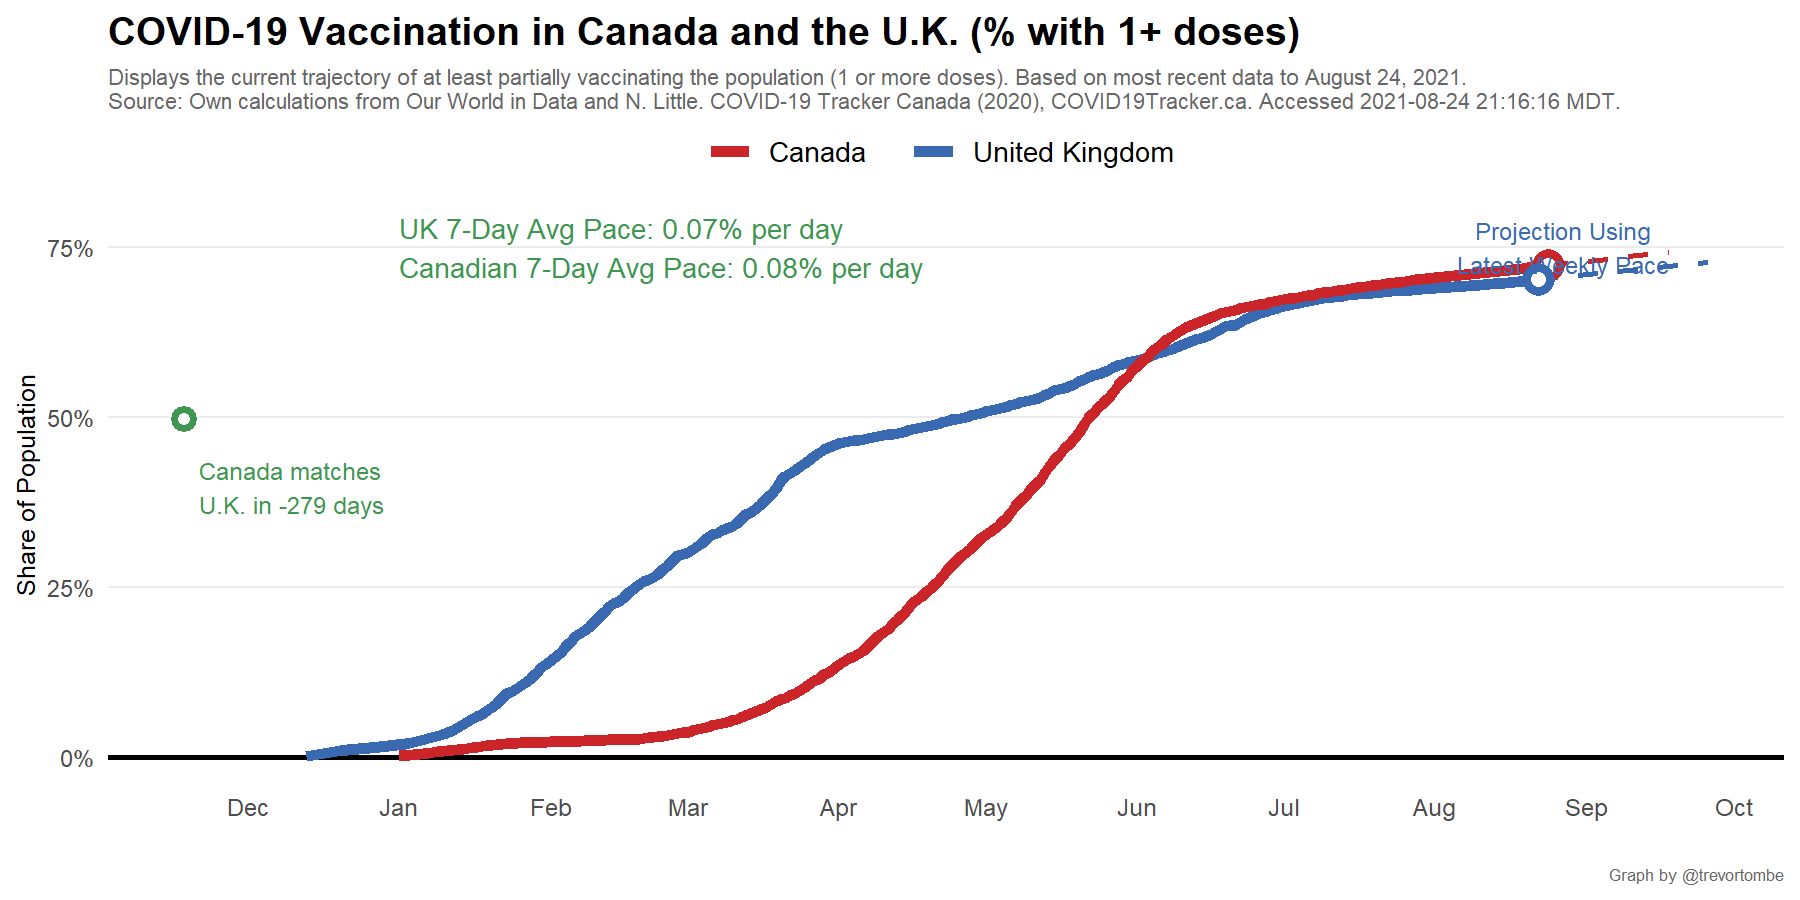 COVID-19 Vaccination in Canada and the U.K. (% with 1+ doses)
Displays the current trajectory of at least partially vaccinating the population (1 or more doses). Based on most recent data to August 24, 2021.
Source: Own calculations from Our World in Data and N. Little. COVID-19 Tracker Canada (2020), COVID19Tracker.ca. Accessed 2021-08-24 21:16:16 MDT.
Canada United Kingdom
UK 7-Day Avg Pace: 0.07% per day
Canadian 7-Day Avg Pace: 0.08% per day
Projection Using
Latest Weekly Pace
75%
50%
25%
0%
Share of Population
Canada matches
U.K. in -279 days
Dec Jan Feb Mar Apr May Jun Jul Aug Sep Oct
Graph by @trevortombe